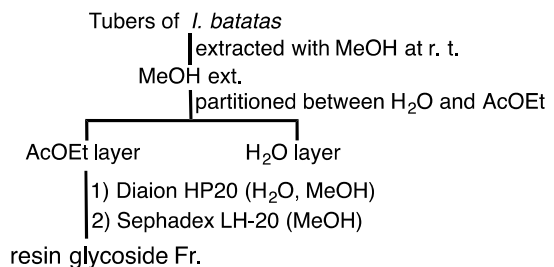 Tubers of I. batatas
extracted with MeOH at r. t.
MeOH ext.
partitioned between H₂O and AcOEt
AcOEt layer
H₂O layer
1) Diaion HP20 (H₂O, MeOH)
2) Sephadex LH-20 (MeOH)
resin glycoside Fr.